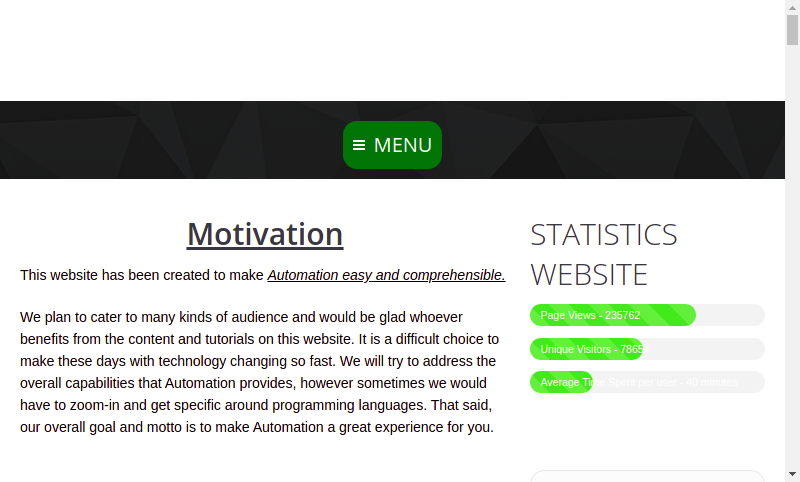 MENU
Motivation
This website has been created to make Automation easy and comprehensible.
We plan to cater to many kinds of audience and would be glad whoever
benefits from the content and tutorials on this website. It is a difficult choice to
make these days with technology changing so fast. We will try to address the
overall capabilities that Automation provides, however sometimes we would
have to zoom-in and get specific around programming languages. That said,
our overall goal and motto is to make Automation a great experience for you.
STATISTICS
WEBSITE
Page Views - 235762
Unique Visitors - 78654
Average Time Spent per user - 40 minutes